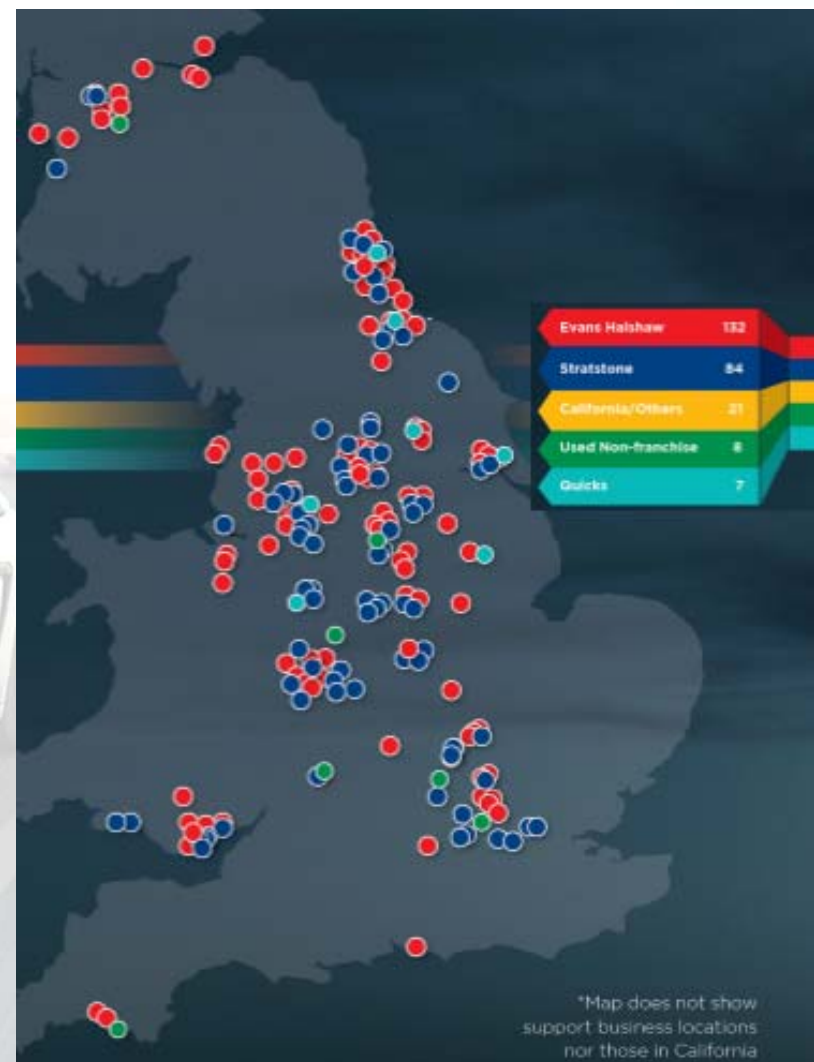 Evans Halshaw 132
Stratstone 84
California/Others 21
Used Non-franchise 8
Quicks 7
*Map does not show
support business locations
nor those in California